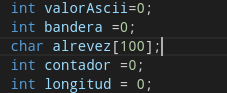 int valorAscii=0;
int bandera =0;
char alrevez[100];
int contador =0;
int longitud = 0;